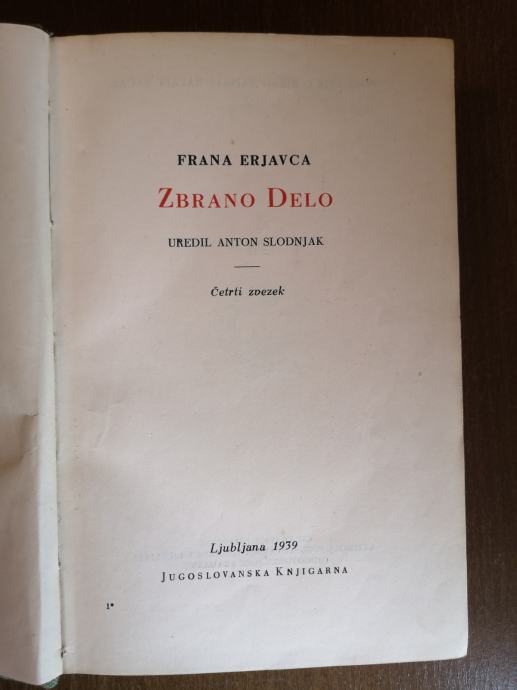 FRANA ERJAVCA
ZBRANO DELO
UREDIL ANTON SLODNJAK
Četrti zvezek
Ljubljana 1939
JUGOSLOVANSKA KNJIGARNA
1*